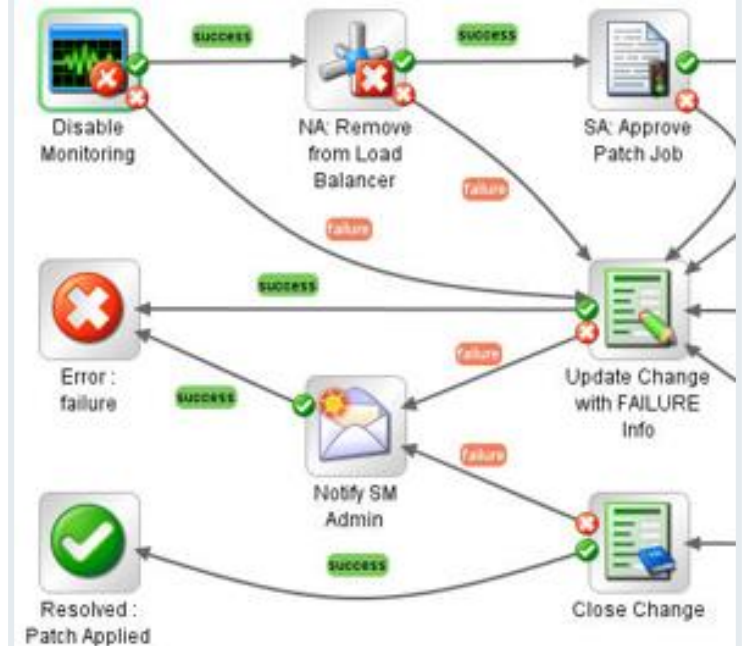 success
success
Disable
Monitoring
NA: Remove
from Load
Balancer
SA: Approve
Patch Job
failure
failure
success
failure
Error :
failure
success
Update Change
with FAILURE
Info
failure
Notify SM
Admin
success
Resolved :
Patch Applied
Close Change